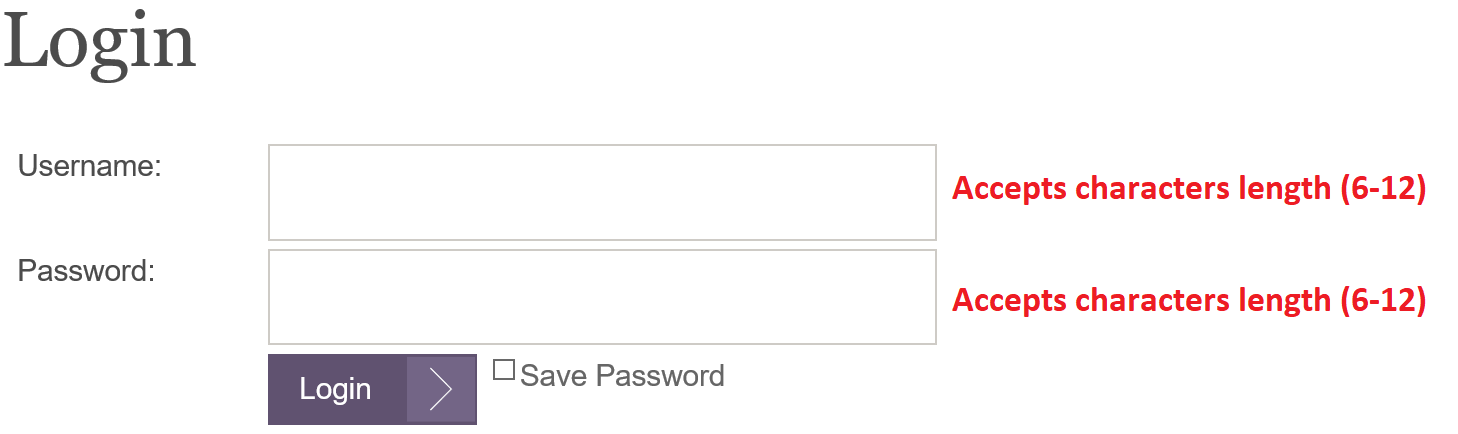 Login
Username:
Accepts characters length (6-12)
Password:
Accepts characters length (6-12)
Login
Save Password